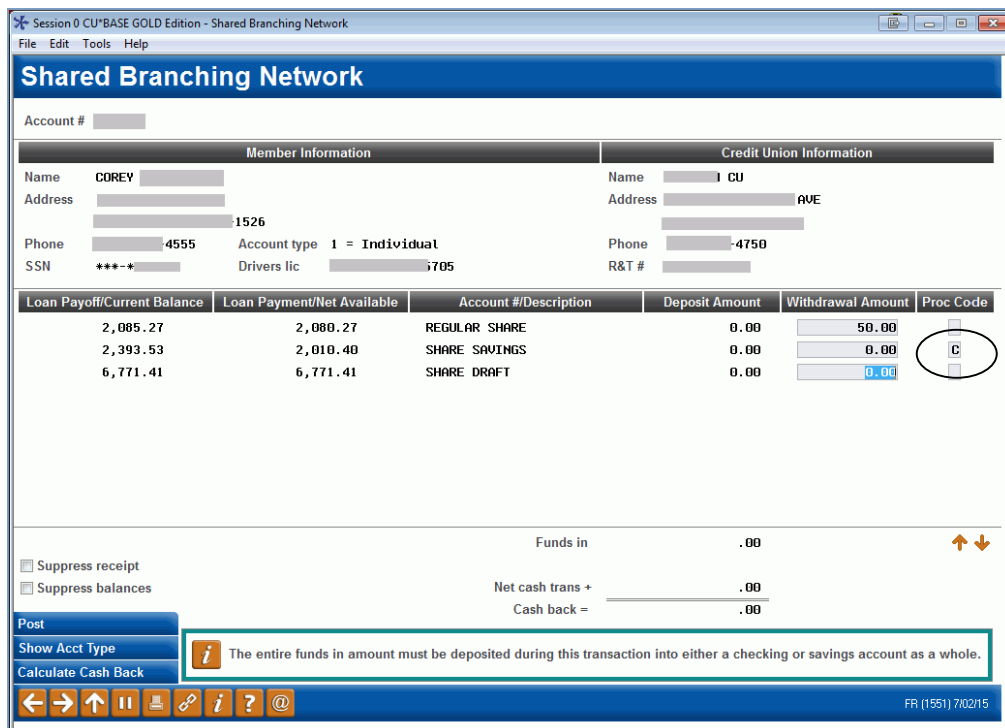 Session 0 CU*BASE GOLD Edition - Shared Branching Network
File Edit Tools Help
Shared Branching Network
Account #
Member Information Credit Union Information
Name COREY Name CU
Address Address AVE
-1526
Phone -4555 Account type 1 = Individual Phone -4750
SSN ***-* Drivers lic 5705 R&T #
Loan Payoff/Current Balance Loan Payment/Net Available Account #/Description Deposit Amount Withdrawal Amount Proc Code
2,085.27 2,080.27 REGULAR SHARE 0.00 50.00
2,393.53 2,010.40 SHARE SAVINGS 0.00 0.00 C
6,771.41 6,771.41 SHARE DRAFT 0.00 0.00
Funds in .00
Suppress receipt
Suppress balances Net cash trans + .00
Cash back = .00
Post
Show Acct Type
Calculate Cash Back
The entire funds in amount must be deposited during this transaction into either a checking or savings account as a whole.
FR (1551) 7/02/15